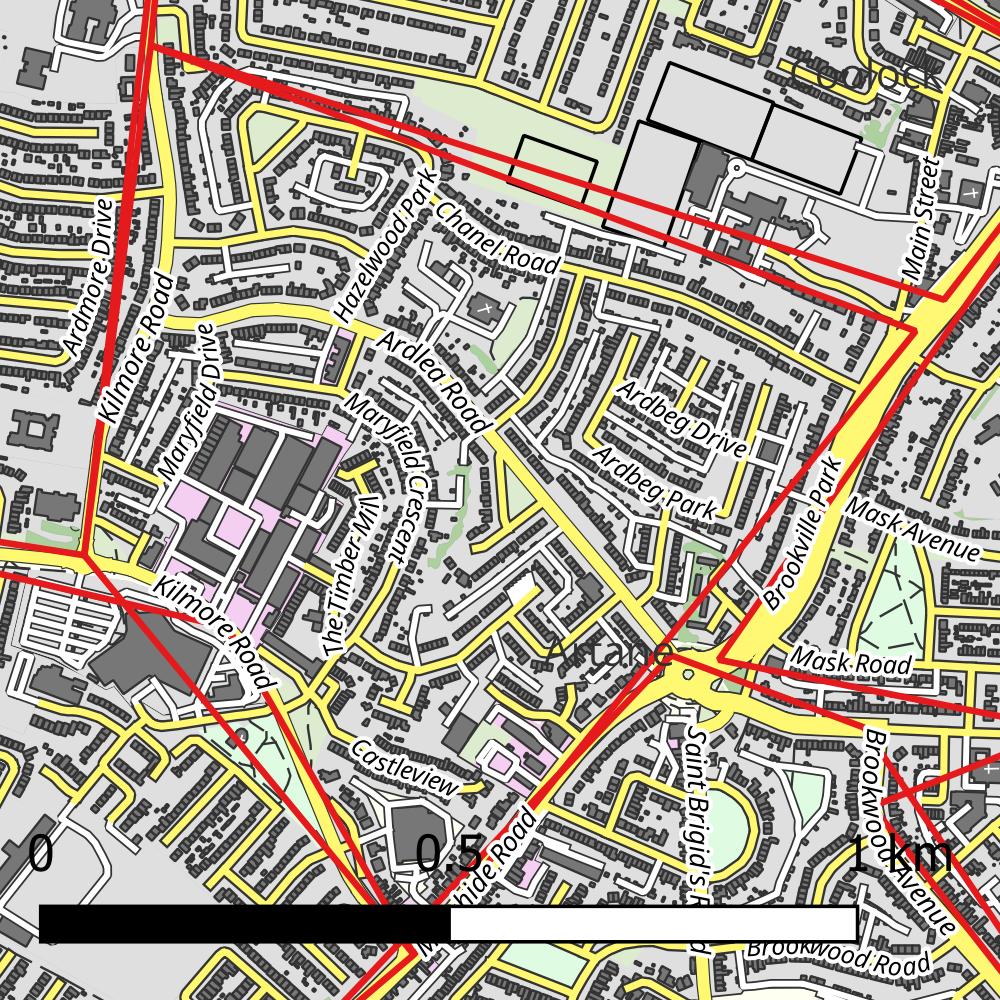 Coolock
Main Street
Ardmore Drive
Hazelwood Park
Chanel Road
Kilmore Road
Maryfield Drive
Ardlea Road
Ardbeg Drive
Maryfield Crescent
Ardbeg Park
Brookville Park
Mask Avenue
The Timber Mill
Kilmore Road
Artane
Mask Road
Castleview
Saint Brigid's
Brookwood Avenue
hide Road
0
0.5
1 km
Brookwood Road